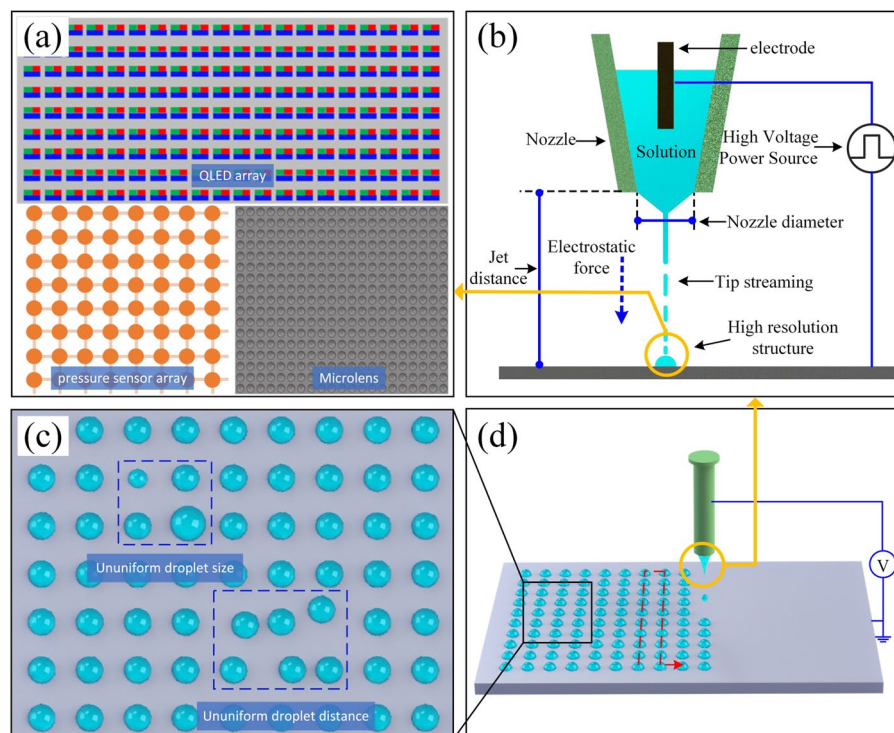 (a)
QLED array
pressure sensor array
Microlens
(b)
electrode
Nozzle
Solution
High Voltage
Power Source
Nozzle diameter
Jet
distance
Electrostatic
force
Tip streaming
High resolution
structure
(c)
Ununiform droplet size
Ununiform droplet distance
(d)
V